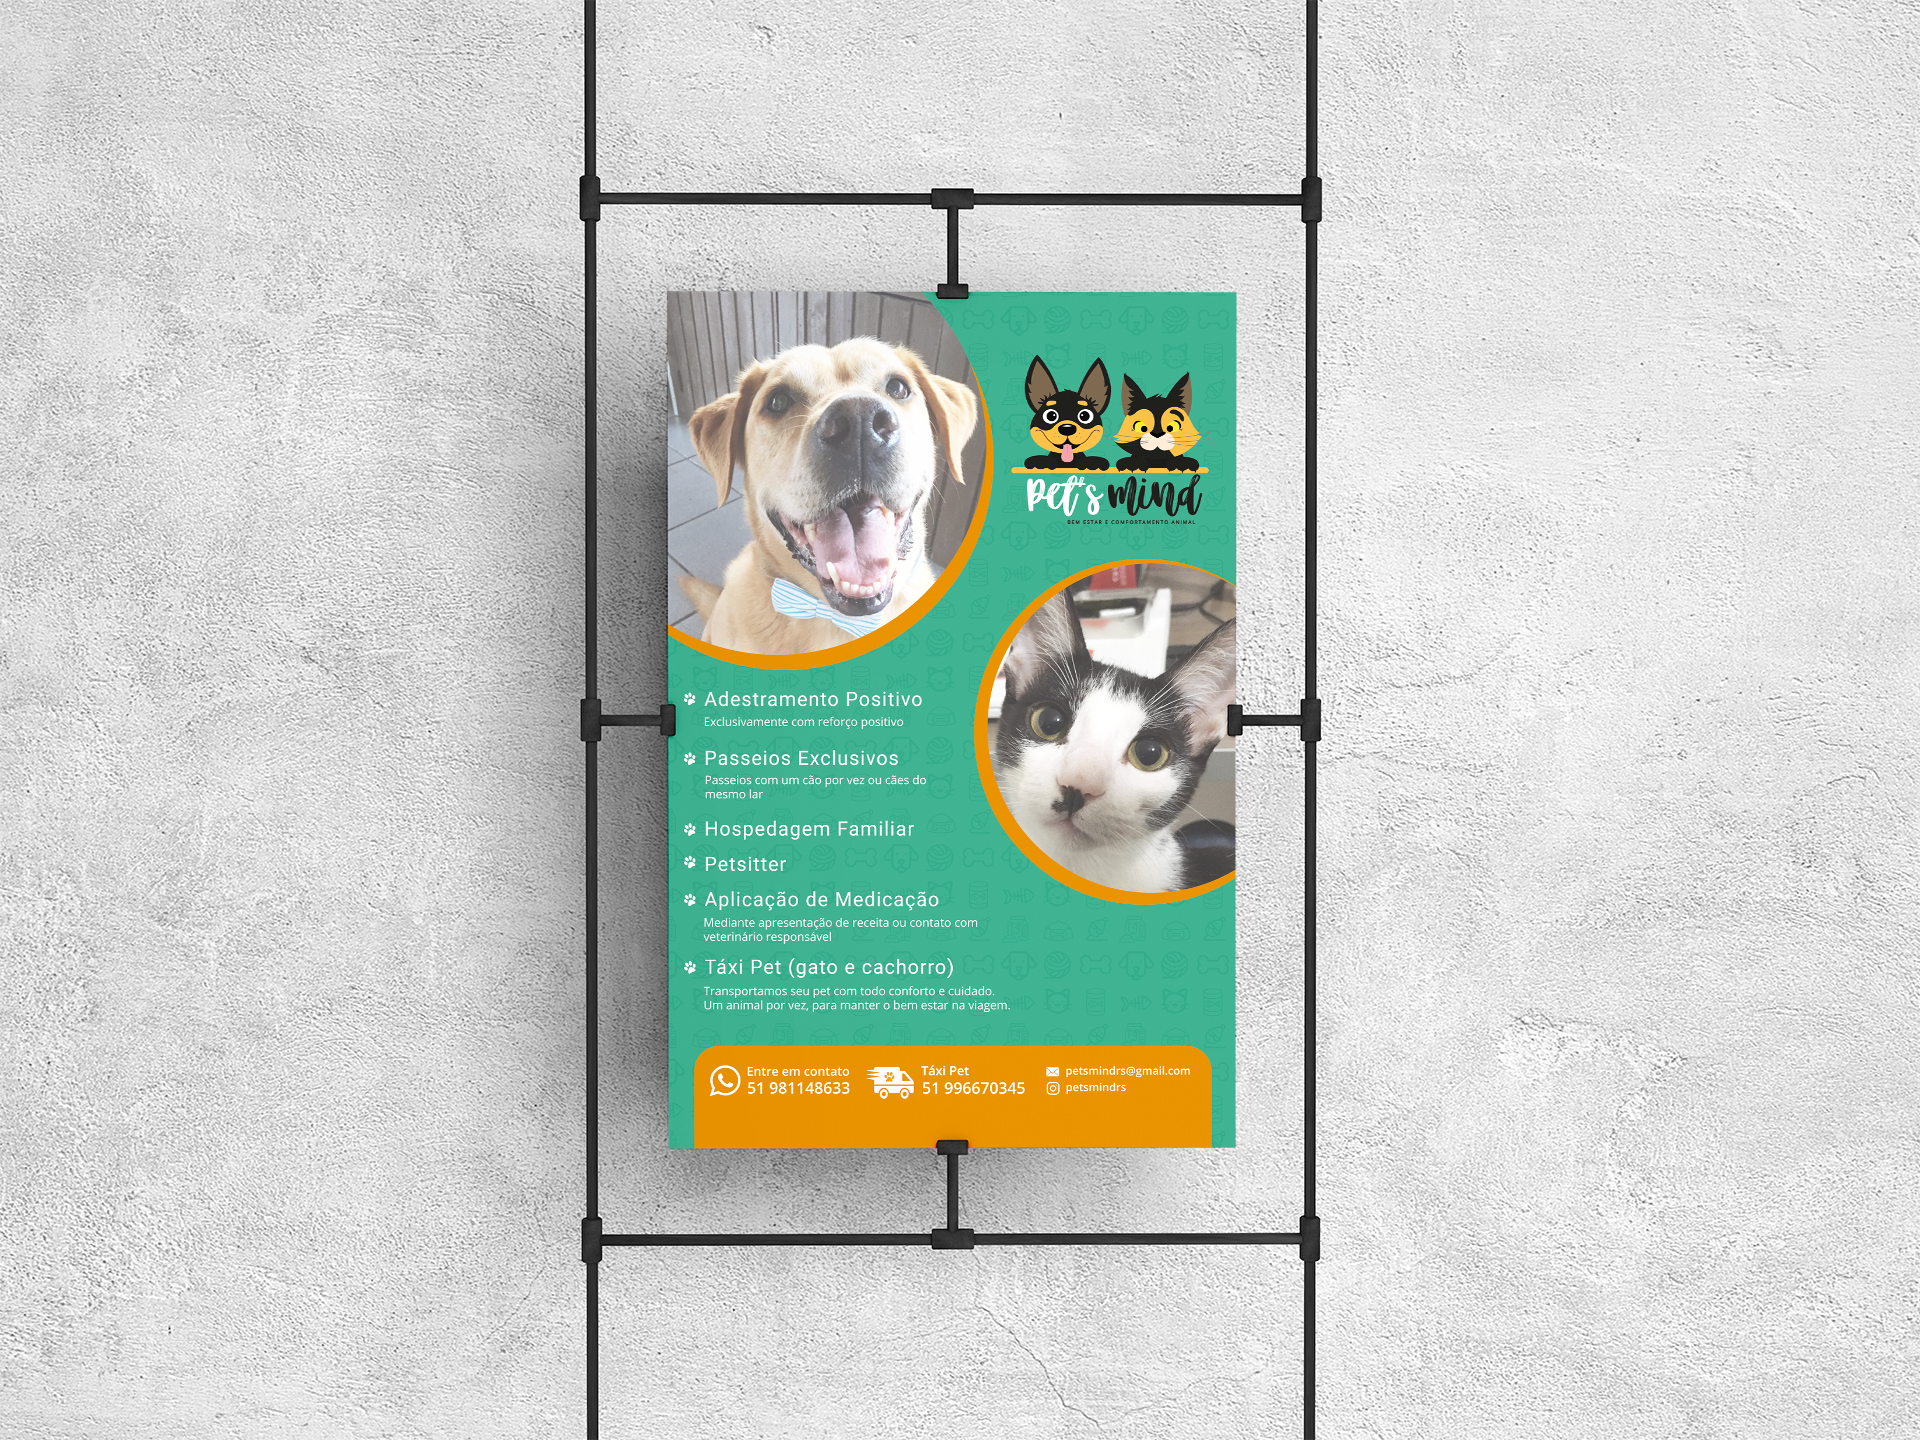 pet's mind
BEM ESTAR E COMPORTAMENTO ANIMAL
Adestramento Positivo
Exclusivamente com reforço positivo
Passeios Exclusivos
Passeios com um cão por vez ou cães do
mesmo lar
Hospedagem Familiar
Petsitter
Aplicação de Medicação
Mediante apresentação de receita ou contato com
veterinário responsável
Táxi Pet (gato e cachorro)
Transportamos seu pet com todo conforto e cuidado.
Um animal por vez, para manter o bem estar na viagem.
Entre em contato
51 981148633
Táxi Pet
51 996670345
petsmindrs@gmail.com
petsmindrs